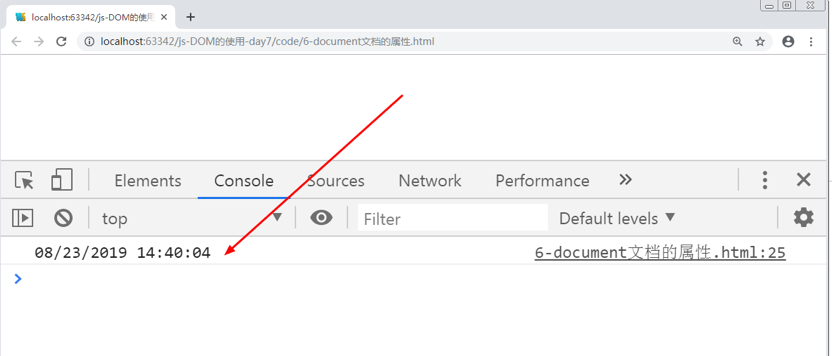 localhost:63342/js-DOM的使用-
localhost:63342/js-DOM的使用-day7/code/6-document文档的属性.html
Elements Console Sources Network Performance
top Filter Default levels
08/23/2019 14:40:04 6-document文档的属性.html:25